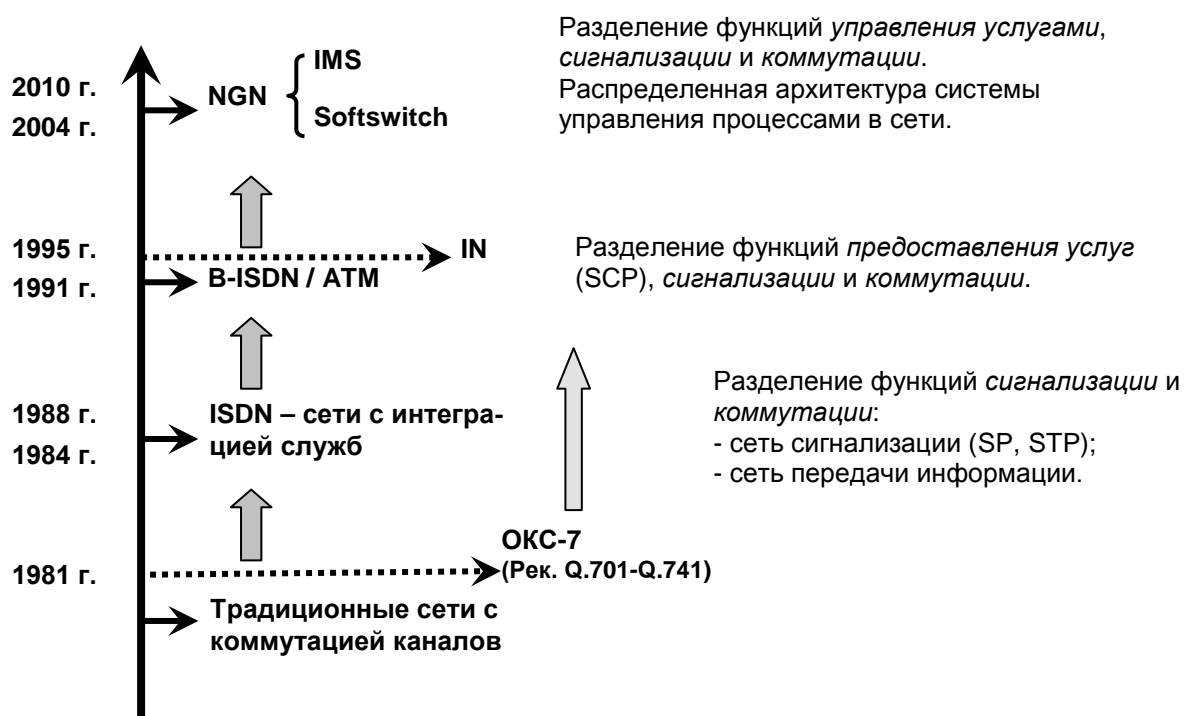 Разделение функций управления услугами,
сигнализации и коммутации.
Распределенная архитектура системы
управления процессами в сети.
2010 г.
2004 г.
NGN
IMS
Softswitch
1995 г.
1991 г.
IN
B-ISDN / ATM
Разделение функций предоставления услуг
(SCP), сигнализации и коммутации.
1988 г.
1984 г.
ISDN – сети с интегра-
цией служб
Разделение функций сигнализации и
коммутации:
- сеть сигнализации (SP, STP);
- сеть передачи информации.
1981 г.
ОКС-7
(Рек. Q.701-Q.741)
Традиционные сети с
коммутацией каналов